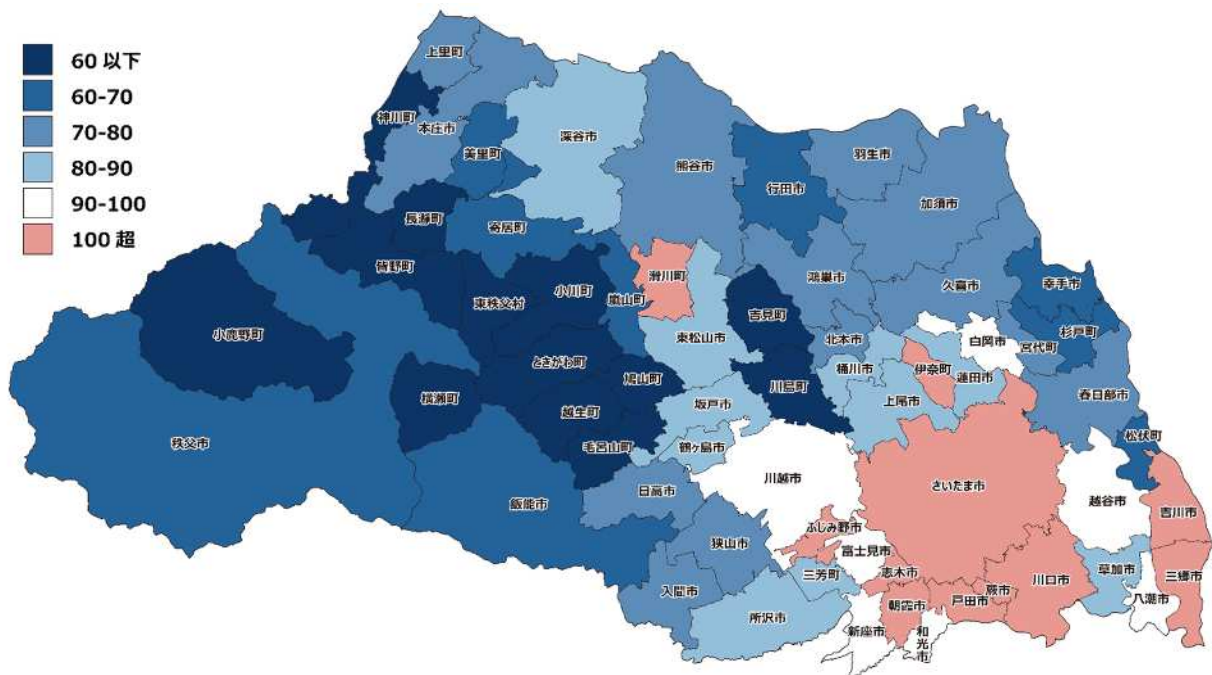 60以下
60-70
70-80
80-90
90-100
100超
上里町
神川町
本庄市
美里町
深谷市
熊谷市
行田市
羽生市
加須市
長瀞町
寄居町
皆野町
滑川町
鴻巣市
久喜市
幸手市
小鹿野町
東秩父村
小川町
嵐山町
吉見町
東松山市
北本市
白岡市
宮代町
杉戸町
ときがわ町
鳩山町
川島町
桶川市
伊奈町
蓮田市
横瀬町
越生町
坂戸市
上尾市
春日部市
秩父市
毛呂山町
鶴ヶ島市
松伏町
飯能市
日高市
川越市
さいたま市
越谷市
吉川市
狭山市
ふじみ野市
富士見市
入間市
三芳町
志木市
川口市
草加市
三郷市
所沢市
朝霞市
戸田市
蕨市
八潮市
新座市
和光市